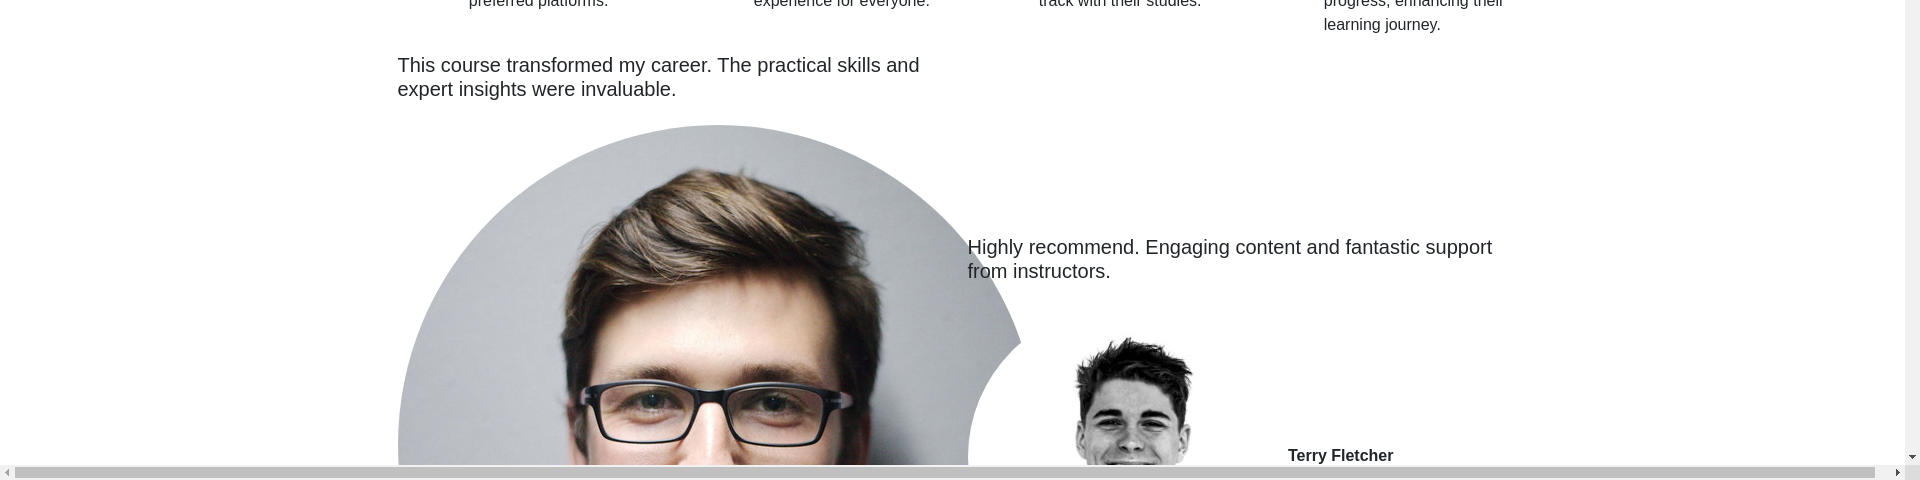 preferred platforms.
experience for everyone.
track with their studies.
progress, enhancing their
learning journey.
This course transformed my career. The practical skills and
expert insights were invaluable.
Highly recommend. Engaging content and fantastic support
from instructors.
Terry Fletcher